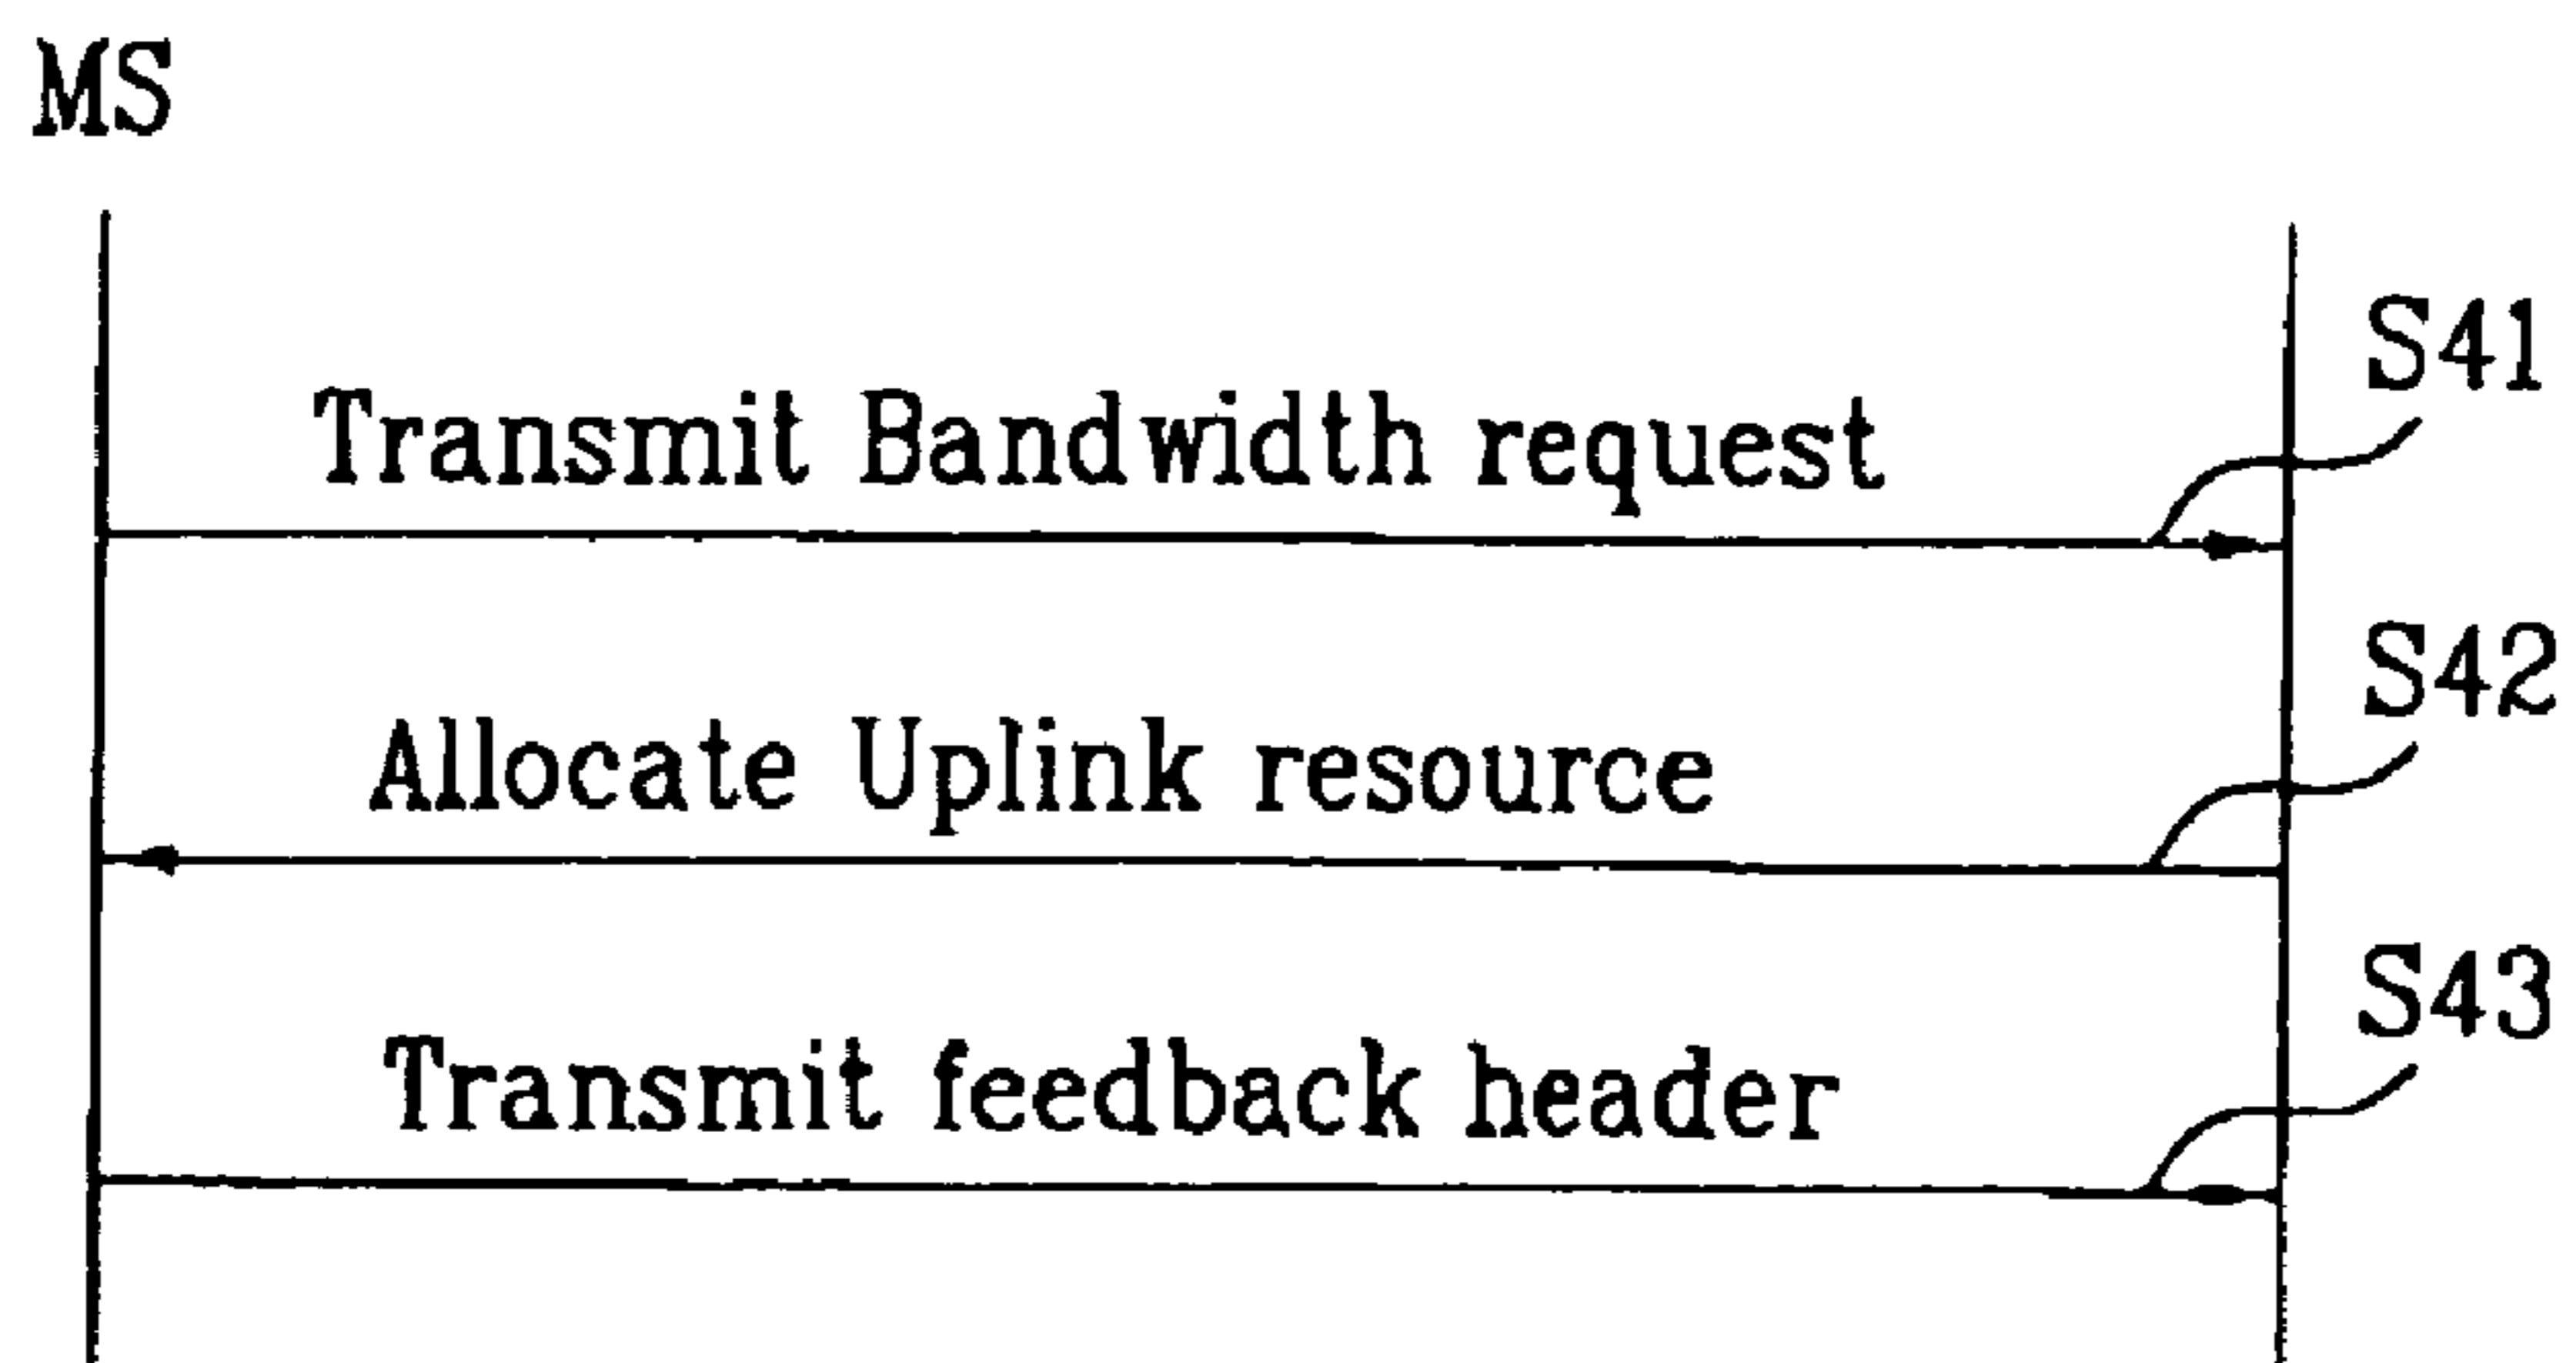 MS
S41
Transmit Bandwidth request
S42
Allocate Uplink resource
S43
Transmit feedback header